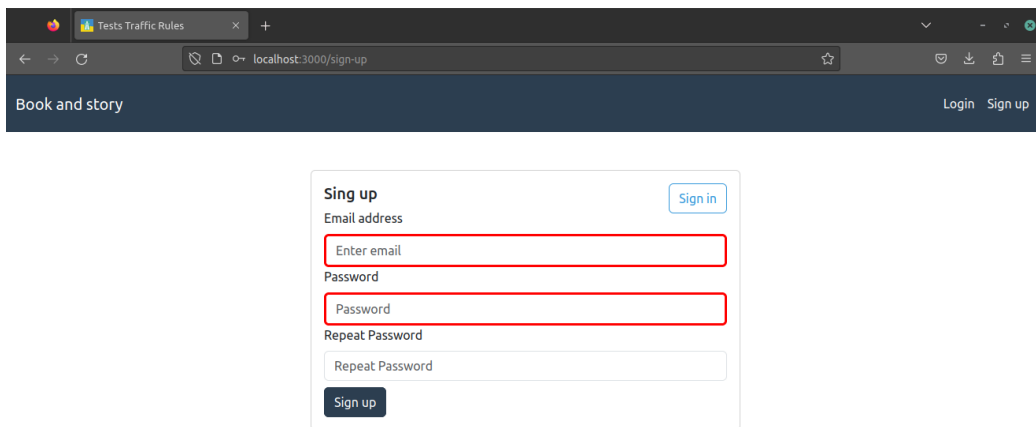 Tests Traffic Rules
localhost:3000/sign-up
Book and story
Login Sign up
Sing up
Sign in
Email address
Enter email
Password
Password
Repeat Password
Repeat Password
Sign up